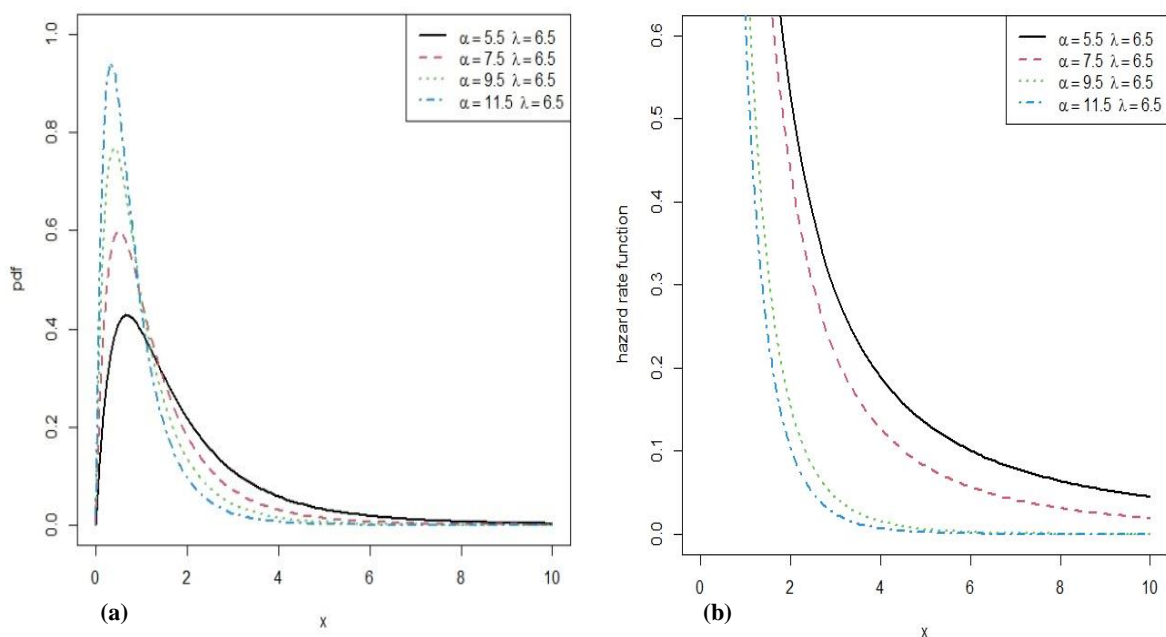 pdf
1.0
0.8
0.6
0.4
0.2
0.0
α = 5.5 λ = 6.5
α = 7.5 λ = 6.5
α = 9.5 λ = 6.5
α = 11.5 λ = 6.5
0 2 4 6 8 10
(a)
x
hazard rate function
0.6
0.5
0.4
0.3
0.2
0.1
0.0
α = 5.5 λ = 6.5
α = 7.5 λ = 6.5
α = 9.5 λ = 6.5
α = 11.5 λ = 6.5
0 2 4 6 8 10
(b)
x